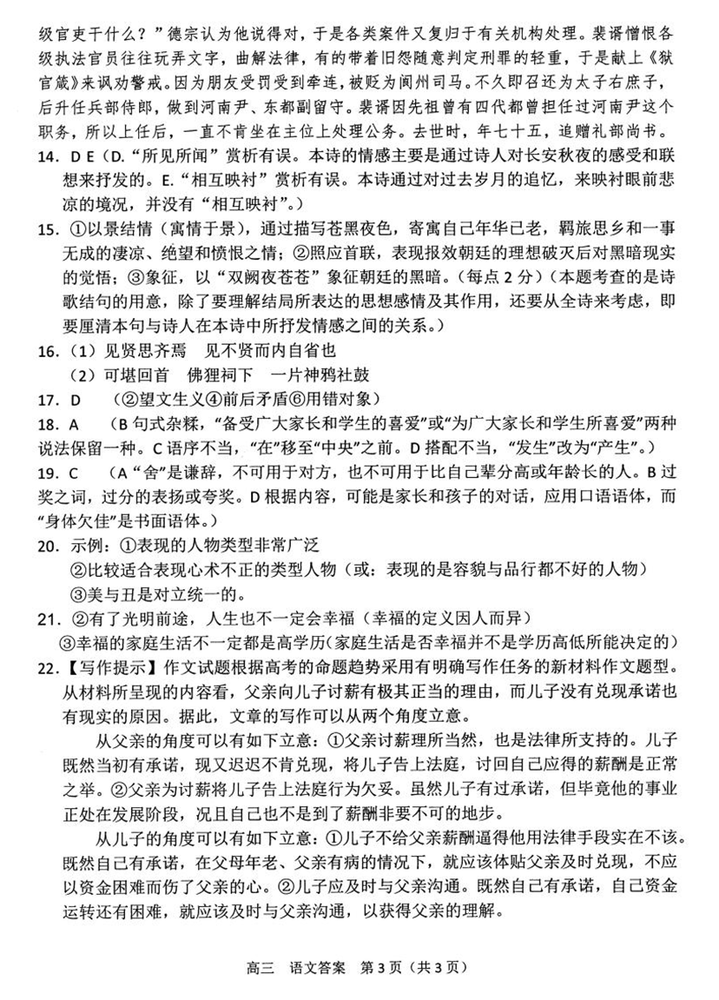 级官吏干什么？”德宗认为他说得对，于是各类案件又复归于有关机构处理。裴谞憎恨各
级执法官员往往玩弄文字，曲解法律，有的带着旧怨随意判定刑罪的轻重，于是献上《狱
官箴》来讽劝警戒。因为朋友受罚受到牵连，被贬为阆州司马。不久即召还为太子右庶子，
后升任兵部侍郎，做到河南尹、东都副留守。裴谞因先祖曾有四代都曾担任过河南尹这个
职务，所以上任后，一直不肯坐在主位上处理公务。去世时，年七十五，追赠礼部尚书。
14．D E（D.“所见所闻”赏析有误。本诗的情感主要是通过诗人对长安秋夜的感受和联
想来抒发的。E.“相互映衬”赏析有误。本诗通过对过去岁月的追忆，来映衬眼前悲
凉的境况，并没有“相互映衬”。）
15．①以景结情（寓情于景），通过描写苍黑夜色，寄寓自己年华已老，羁旅思乡和一事
无成的凄凉、绝望和愤恨之情；②照应首联，表现报效朝廷的理想破灭后对黑暗现实
的觉悟；③象征，以“双阙夜苍苍”象征朝廷的黑暗。（每点 2 分）（本题考查的是诗
歌结句的用意，除了要理解结局所表达的思想感情及其作用，还要从全诗来考虑，即
要厘清本句与诗人在本诗中所抒发情感之间的关系。）
16．（1）见贤思齐焉　见不贤而内自省也
（2）可堪回首　佛狸祠下　一片神鸦社鼓
17．D　（②望文生义④前后矛盾⑥用错对象）
18．A　（B 句式杂糅，“备受广大家长和学生的喜爱”或“为广大家长和学生所喜爱”两种
说法保留一种。C 语序不当，“在”移至“中央”之前。D 搭配不当，“发生”改为“产生”。）
19．C　（A“舍”是谦辞，不可用于对方，也不可用于比自己辈分高或年龄长的人。B 过
奖之词，过分的表扬或夸奖。D 根据内容，可能是家长和孩子的对话，应用口语语体，而
“身体欠佳”是书面语体。）
20．示例：①表现的人物类型非常广泛
②比较适合表现心术不正的类型人物（或：表现的是容貌与品行都不好的人物）
③美与丑是对立统一的。
21．②有了光明前途，人生也不一定会幸福（幸福的定义因人而异）
③幸福的家庭生活不一定都是高学历（家庭生活是否幸福并不是学历高低所能决定的）
22．【写作提示】作文试题根据高考的命题趋势采用有明确写作任务的新材料作文题型。
从材料所呈现的内容看，父亲向儿子讨薪有极其正当的理由，而儿子没有兑现承诺也
有现实的原因。据此，文章的写作可以从两个角度立意。
从父亲的角度可以有如下立意：①父亲讨薪理所当然，也是法律所支持的。儿子
既然当初有承诺，现又迟迟不肯兑现，将儿子告上法庭，讨回自己应得的薪酬是正常
之举。②父亲为讨薪将儿子告上法庭行为欠妥。虽然儿子有过承诺，但毕竟他的事业
正处在发展阶段，况且自己也不是到了薪酬非要不可的地步。
从儿子的角度可以有如下立意：①儿子不给父亲薪酬逼得他用法律手段实在不该。
既然自己有承诺，在父母年老、父亲有病的情况下，就应该体贴父亲及时兑现，不应
以资金困难而伤了父亲的心。②儿子应及时与父亲沟通。既然自己有承诺，自己资金
运转还有困难，就应该及时与父亲沟通，以获得父亲的理解。
高三　语文答案　第 3 页（共 3 页）